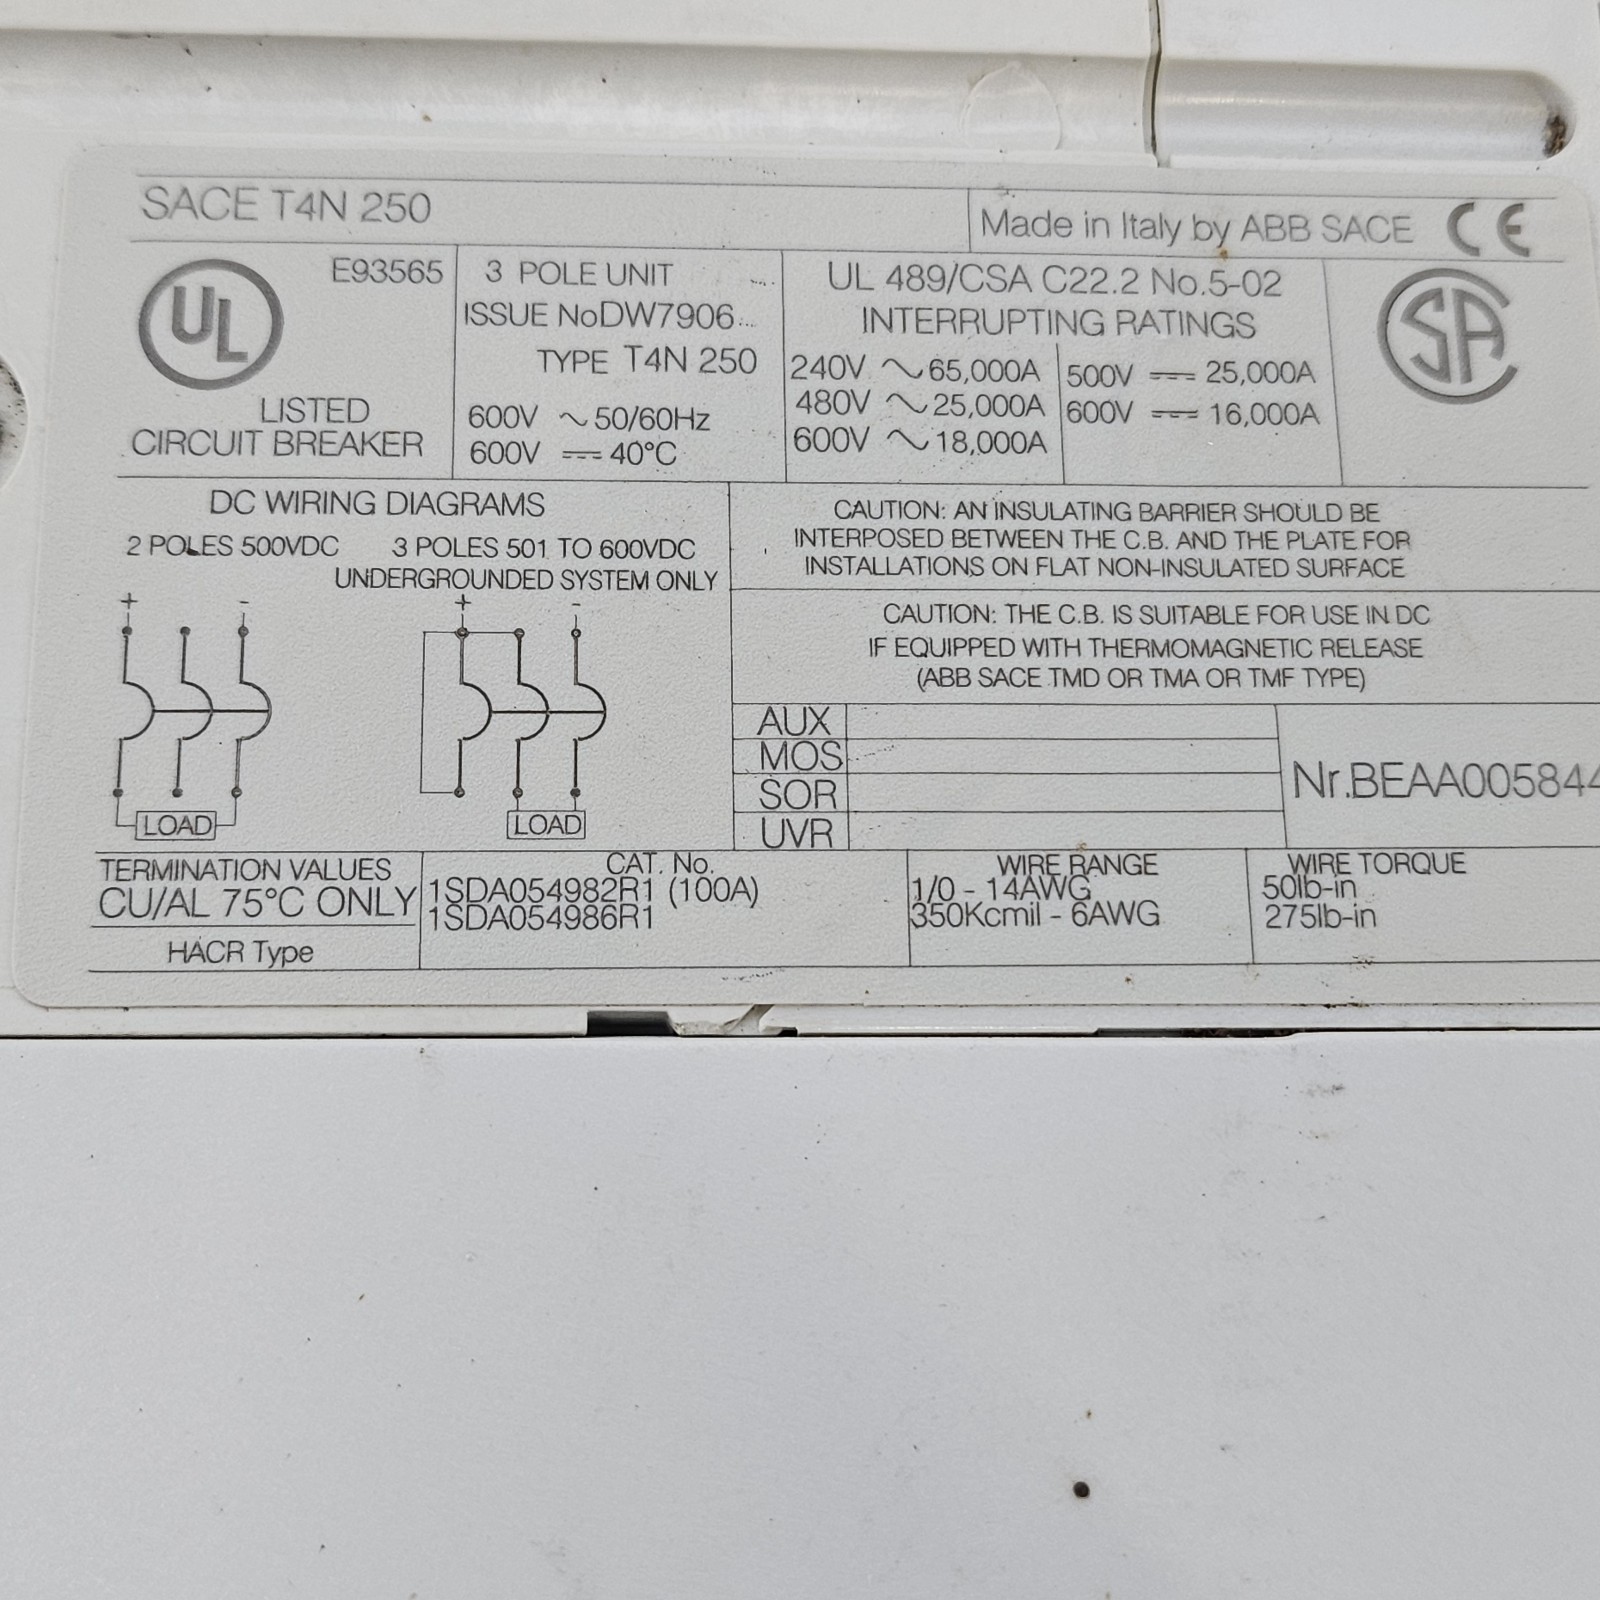 SACE T4N 250
Made in Italy by ABB SACE CE
UL
E93565
LISTED
CIRCUIT BREAKER
3 POLE UNIT
ISSUE NoDW7906
TYPE T4N 250
600V ~ 50/60Hz
600V ⎓ 40°C
UL 489/CSA C22.2 No.5-02
INTERRUPTING RATINGS
240V ~ 65,000A
480V ~ 25,000A
600V ~ 18,000A
500V ⎓ 25,000A
600V ⎓ 16,000A
SA
DC WIRING DIAGRAMS
2 POLES 500VDC
3 POLES 501 TO 600VDC
UNDERGROUNDED SYSTEM ONLY
+ -
+ -
LOAD
LOAD
CAUTION: AN INSULATING BARRIER SHOULD BE
INTERPOSED BETWEEN THE C.B. AND THE PLATE FOR
INSTALLATIONS ON FLAT NON-INSULATED SURFACE
CAUTION: THE C.B. IS SUITABLE FOR USE IN DC
IF EQUIPPED WITH THERMOMAGNETIC RELEASE
(ABB SACE TMD OR TMA OR TMF TYPE)
AUX
MOS
SOR
UVR
Nr.BEAA005844
TERMINATION VALUES
CU/AL 75°C ONLY
HACR Type
CAT. No.
1SDA054982R1 (100A)
1SDA054986R1
WIRE RANGE
1/0 - 14AWG
350Kcmil - 6AWG
WIRE TORQUE
50lb-in
275lb-in